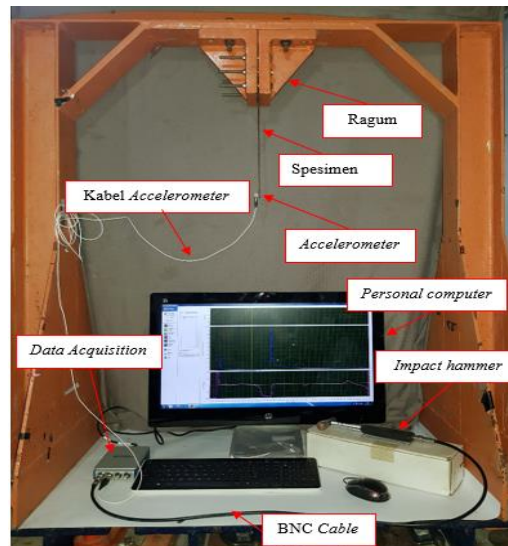 Ragum
Spesimen
Kabel Accelerometer
Accelerometer
Personal computer
Data Acquisition
Impact hammer
BNC Cable